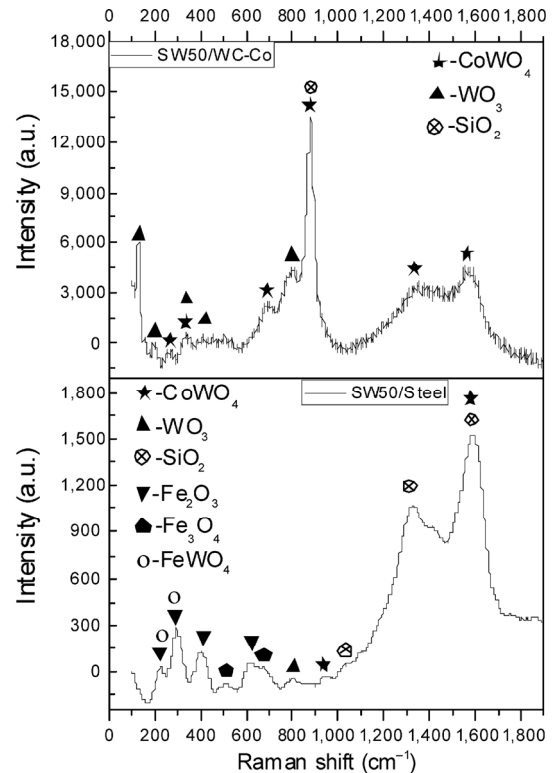 0 200 400 600 800 1,000 1,200 1,400 1,600 1,800
18,000
SW50/WC-Co
-CoWO4
-WO3
-SiO2
15,000
12,000
9,000
6,000
3,000
0
Intensity (a.u.)
1,800
SW50/Steel
-CoWO4
-WO3
-SiO2
-Fe2O3
-Fe3O4
-FeWO4
1,500
1,200
900
600
300
0
Intensity (a.u.)
0 200 400 600 800 1,000 1,200 1,400 1,600 1,800
Raman shift (cm⁻¹)